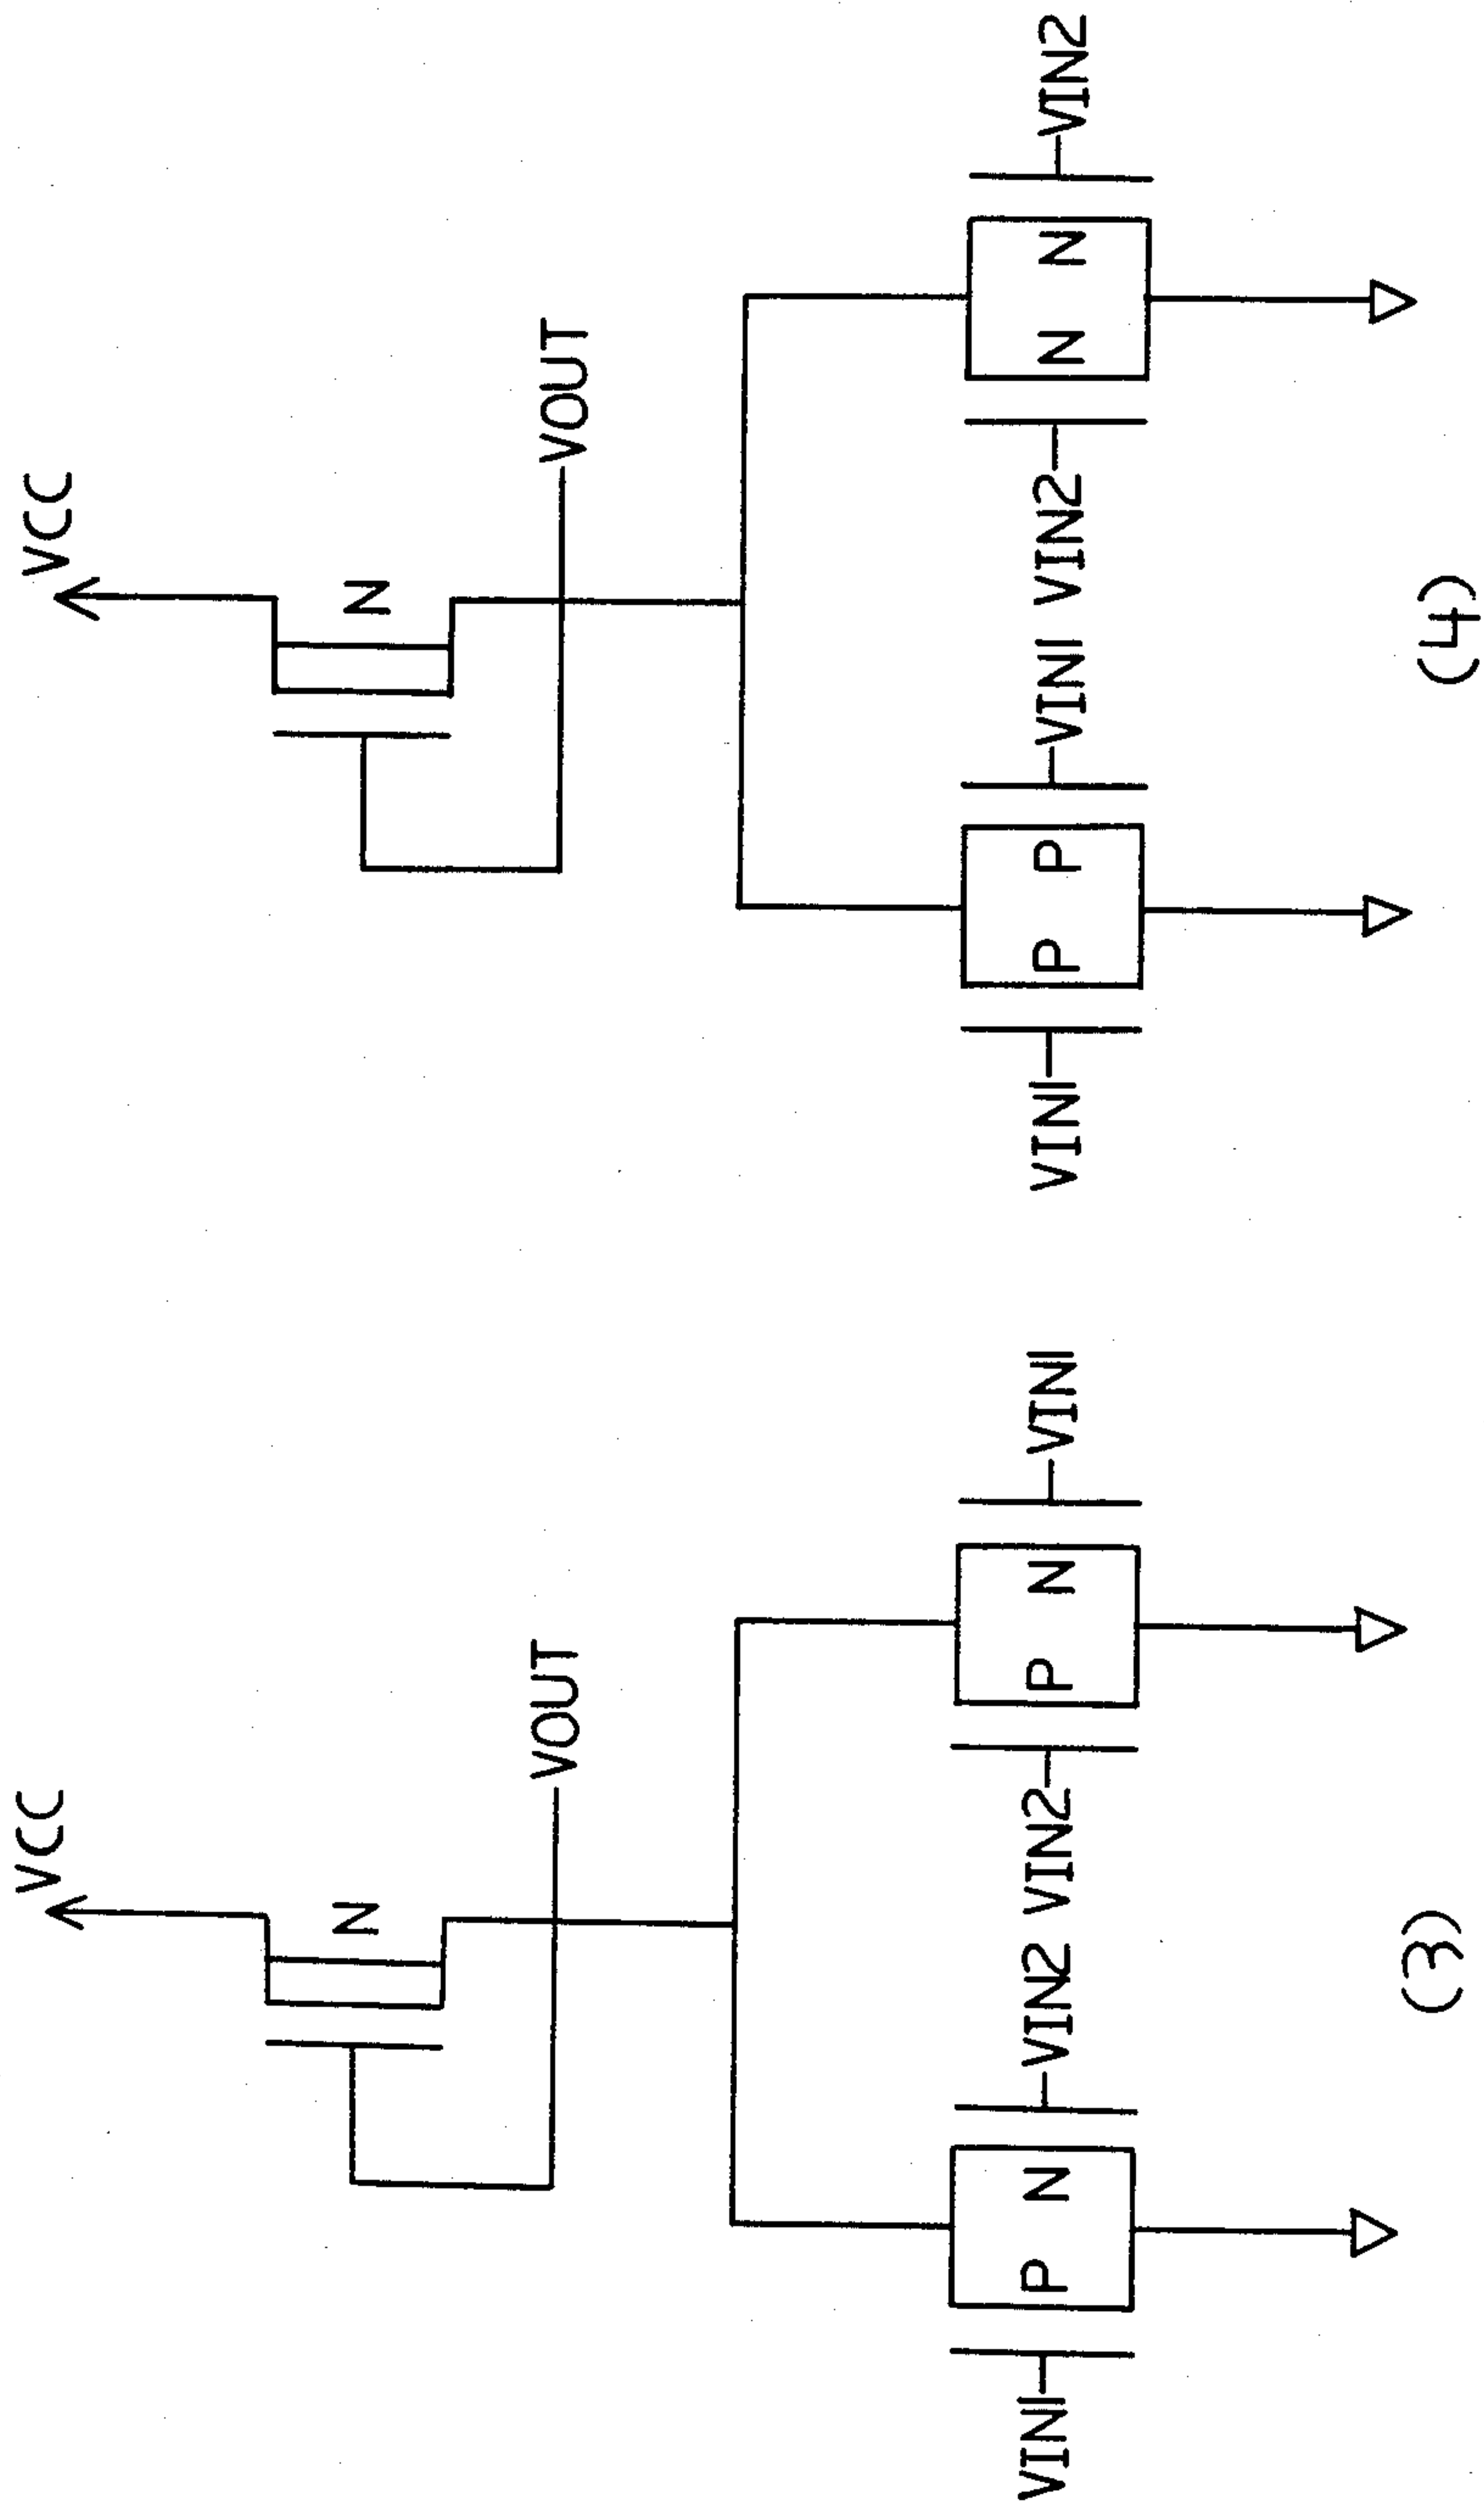 VCC
N
VOUT
VIN1 P N VIN2 VIN2 P N VIN1
(3)
VCC
N
VOUT
VIN1 P P VIN1 VIN2 N N VIN2
(4)